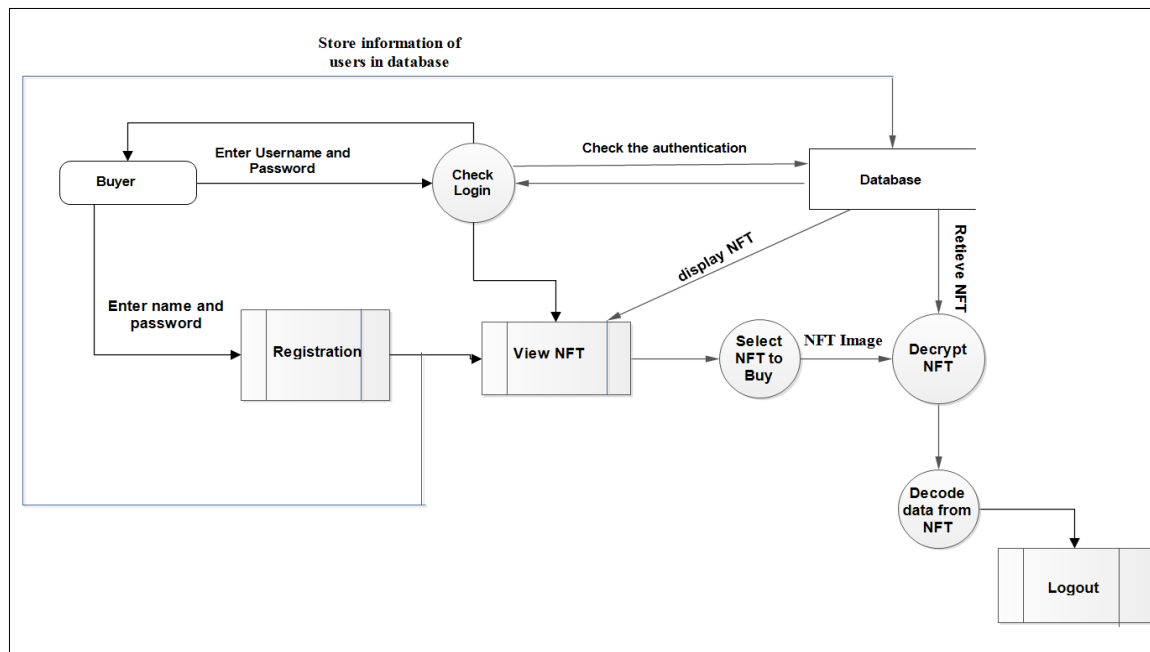 Store information of
users in database
Enter Username and
Password
Check the authentication
Buyer
Check
Login
Database
display NFT
Retieve NFT
Enter name and
password
Registration
View NFT
Select
NFT to
Buy
NFT Image
Decrypt
NFT
Decode
data from
NFT
Logout